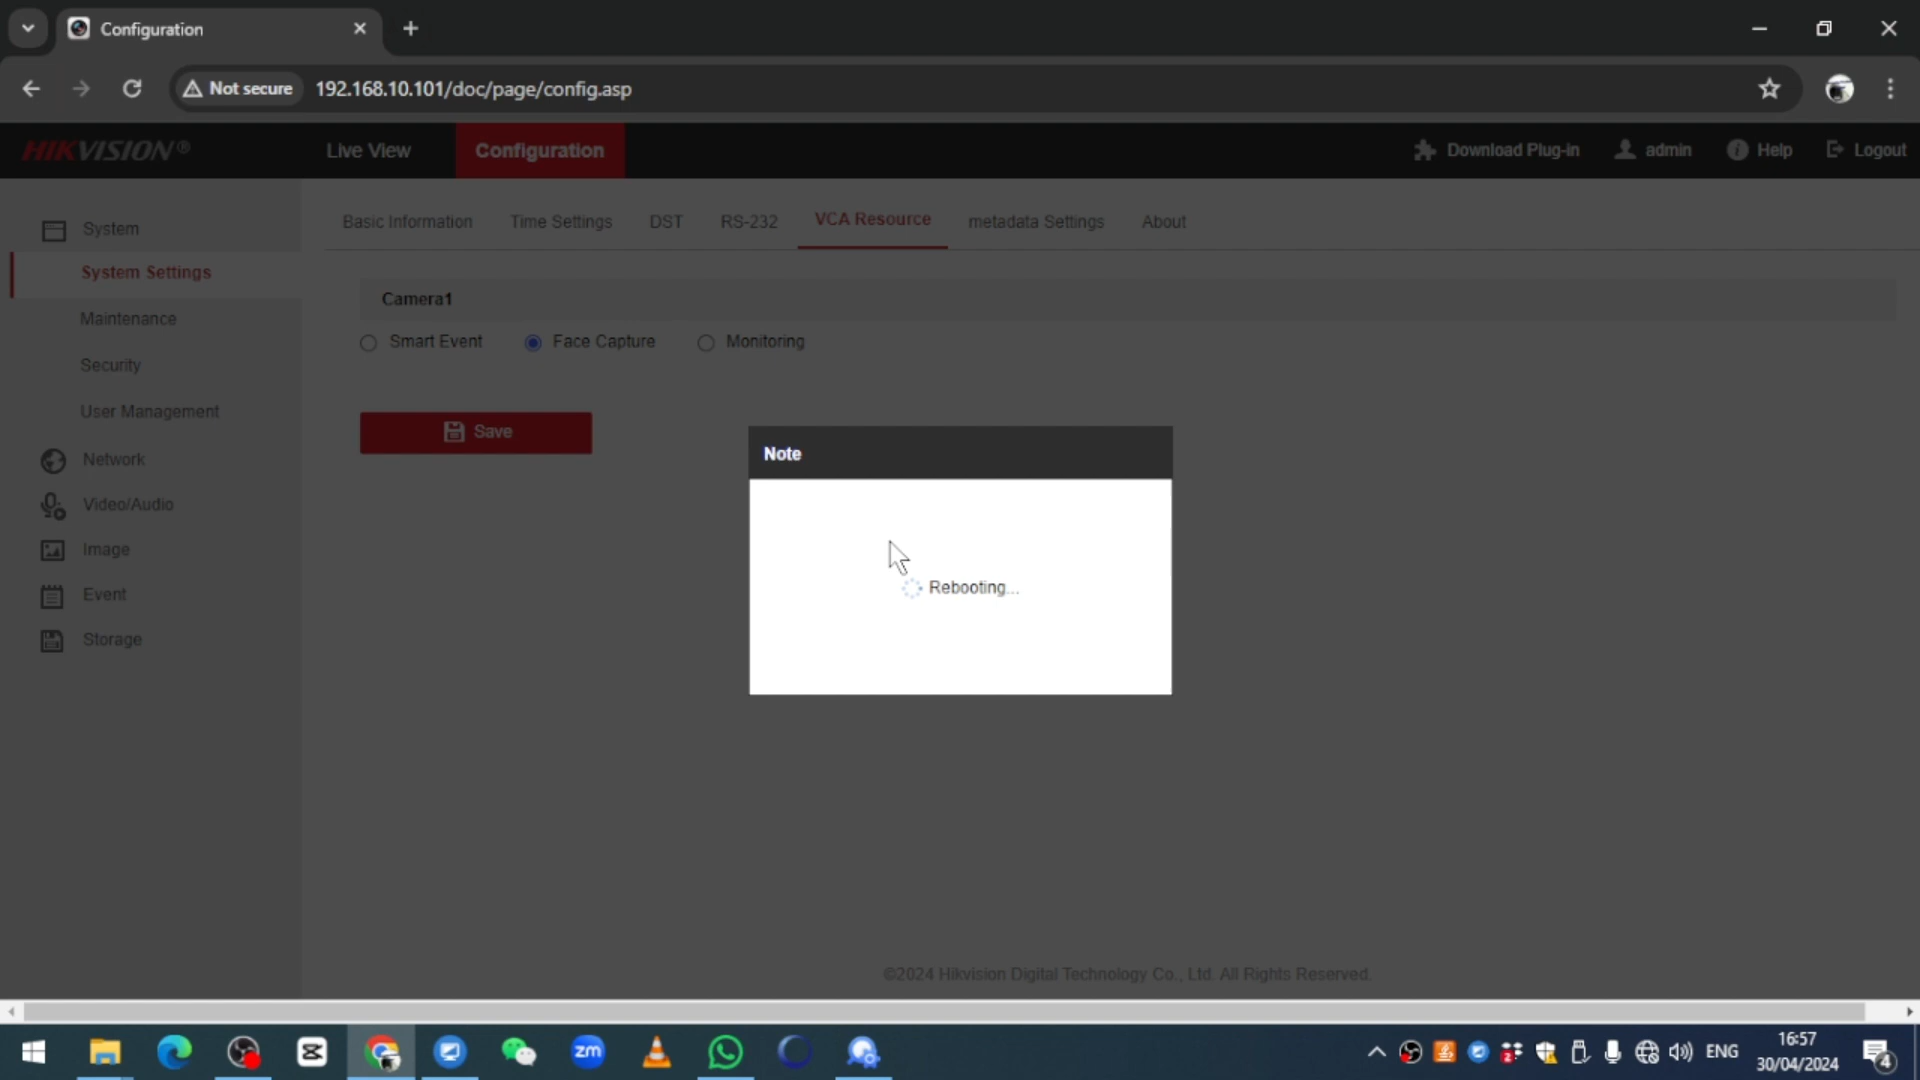 Configuration
Not secure
192.168.10.101/doc/page/config.asp
HIKVISION®
Live View
Configuration
Download Plug-in
admin
Help
Logout
System
System Settings
Maintenance
Security
User Management
Network
Video/Audio
Image
Event
Storage
Basic Information
Time Settings
DST
RS-232
VCA Resource
metadata Settings
About
Camera1
Smart Event
Face Capture
Monitoring
Save
Note
Rebooting...
©2024 Hikvision Digital Technology Co., Ltd. All Rights Reserved.
zm
2
ENG
16:57
30/04/2024
4